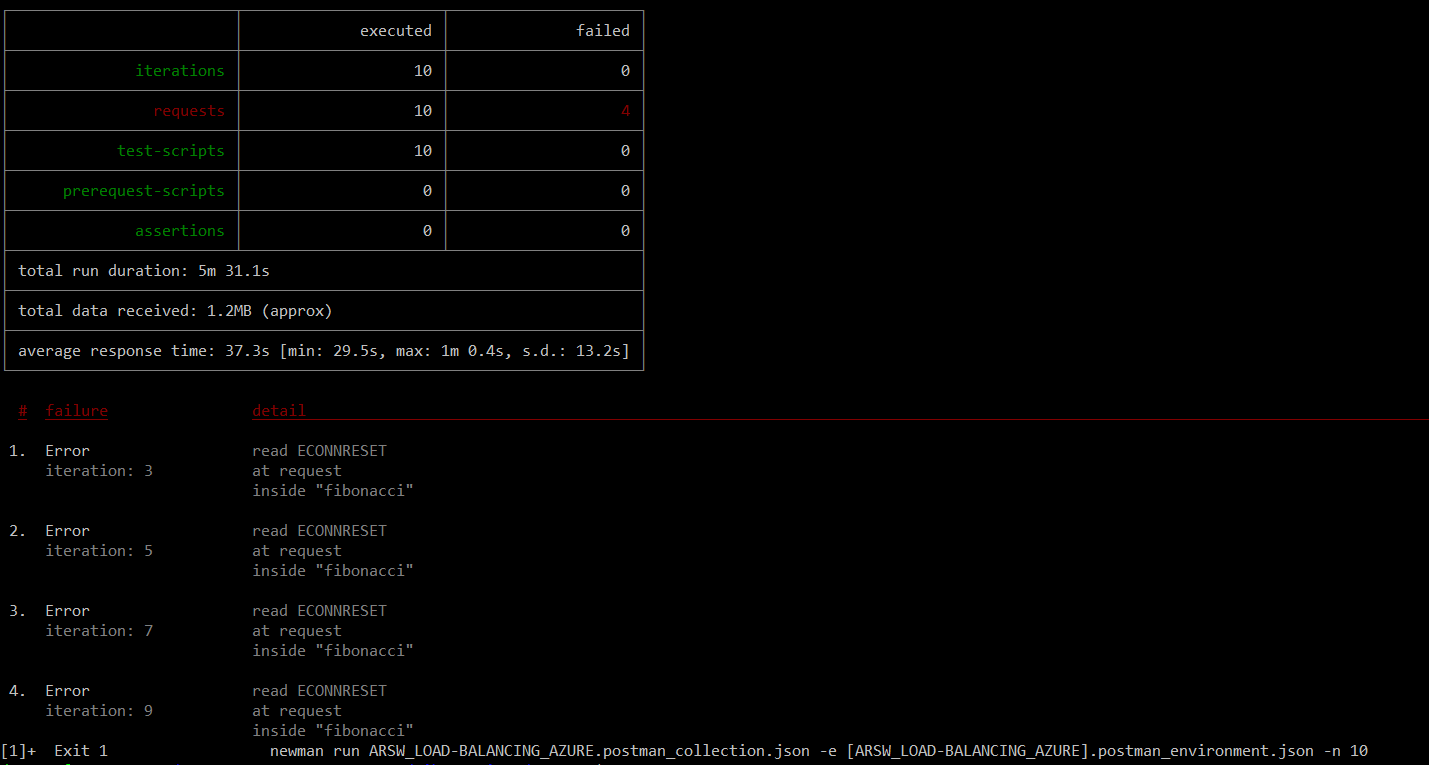 executed failed
iterations 10 0
requests 10 4
test-scripts 10 0
prerequest-scripts 0 0
assertions 0 0
total run duration: 5m 31.1s
total data received: 1.2MB (approx)
average response time: 37.3s [min: 29.5s, max: 1m 0.4s, s.d.: 13.2s]
# failure detail
1. Error read ECONNRESET
iteration: 3 at request
inside "fibonacci"
2. Error read ECONNRESET
iteration: 5 at request
inside "fibonacci"
3. Error read ECONNRESET
iteration: 7 at request
inside "fibonacci"
4. Error read ECONNRESET
iteration: 9 at request
inside "fibonacci"
[1]+ Exit 1 newman run ARSW_LOAD-BALANCING_AZURE.postman_collection.json -e [ARSW_LOAD-BALANCING_AZURE].postman_environment.json -n 10